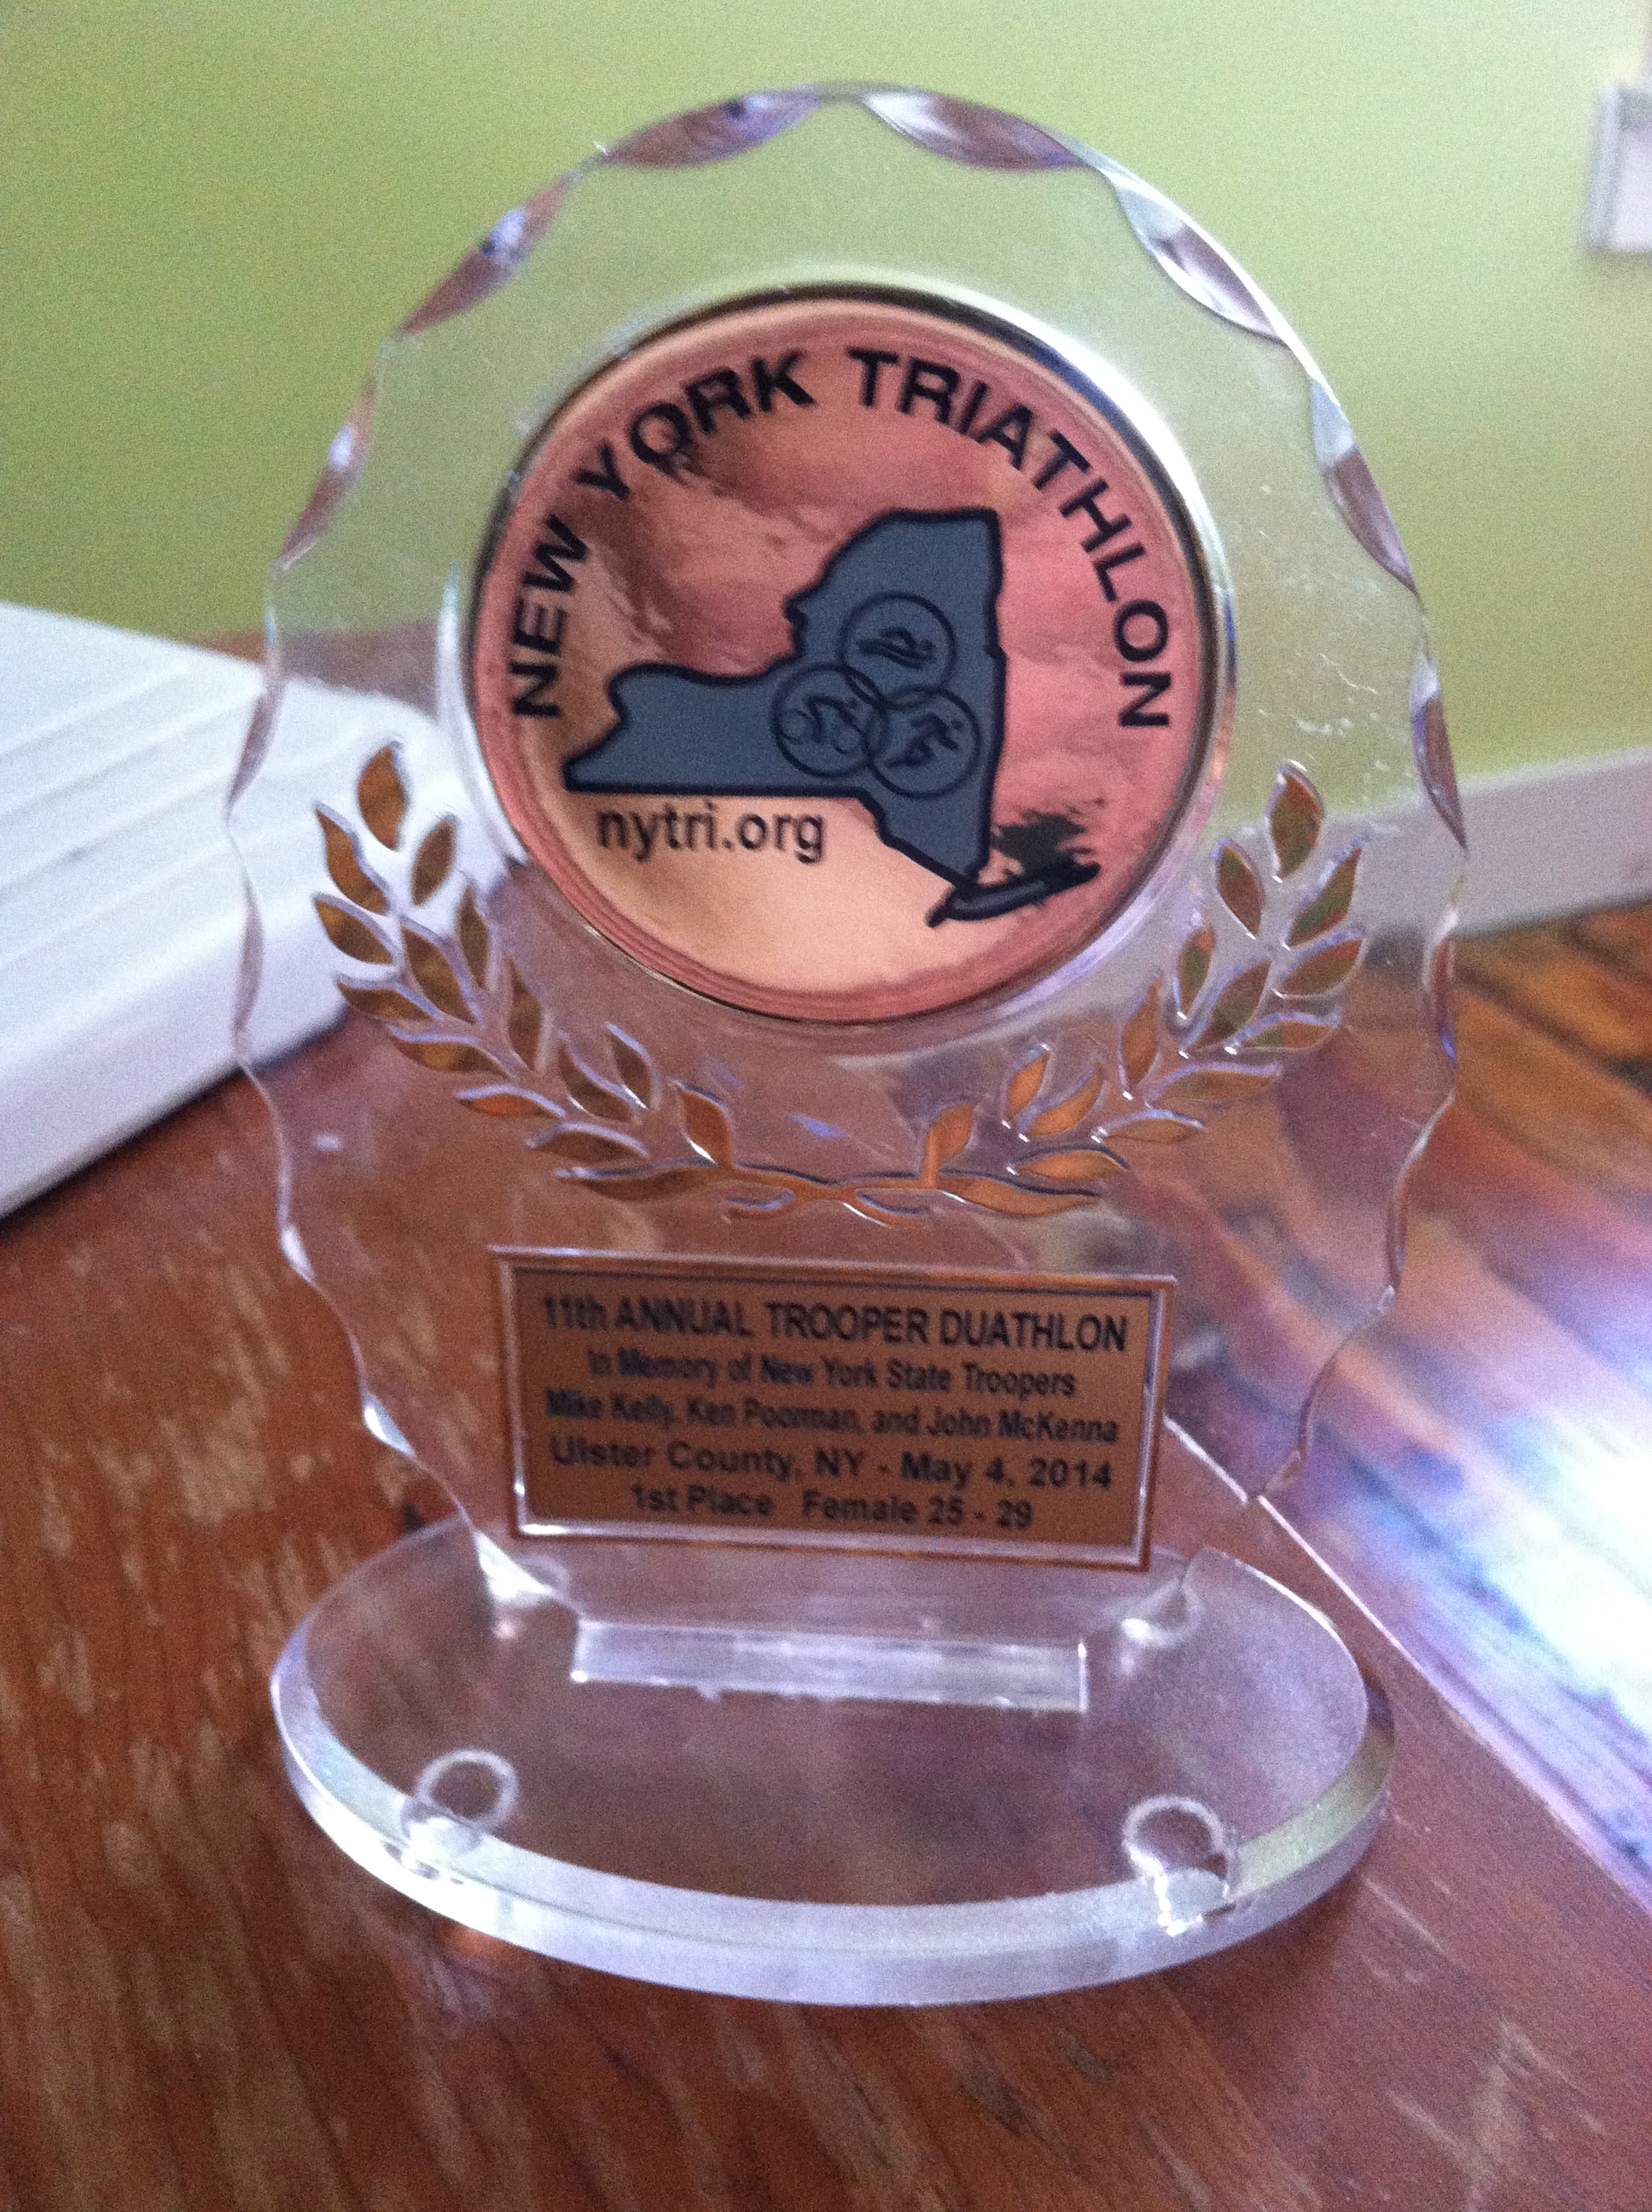 NEW YORK TRIATHLON
nytri.org
11th ANNUAL TROOPER DUATHLON
In Memory of New York State Troopers
Mike Kelly, Ken Poorman, and John McKenna
Ulster County, NY - May 4, 2014
1st Place Female 25 - 29